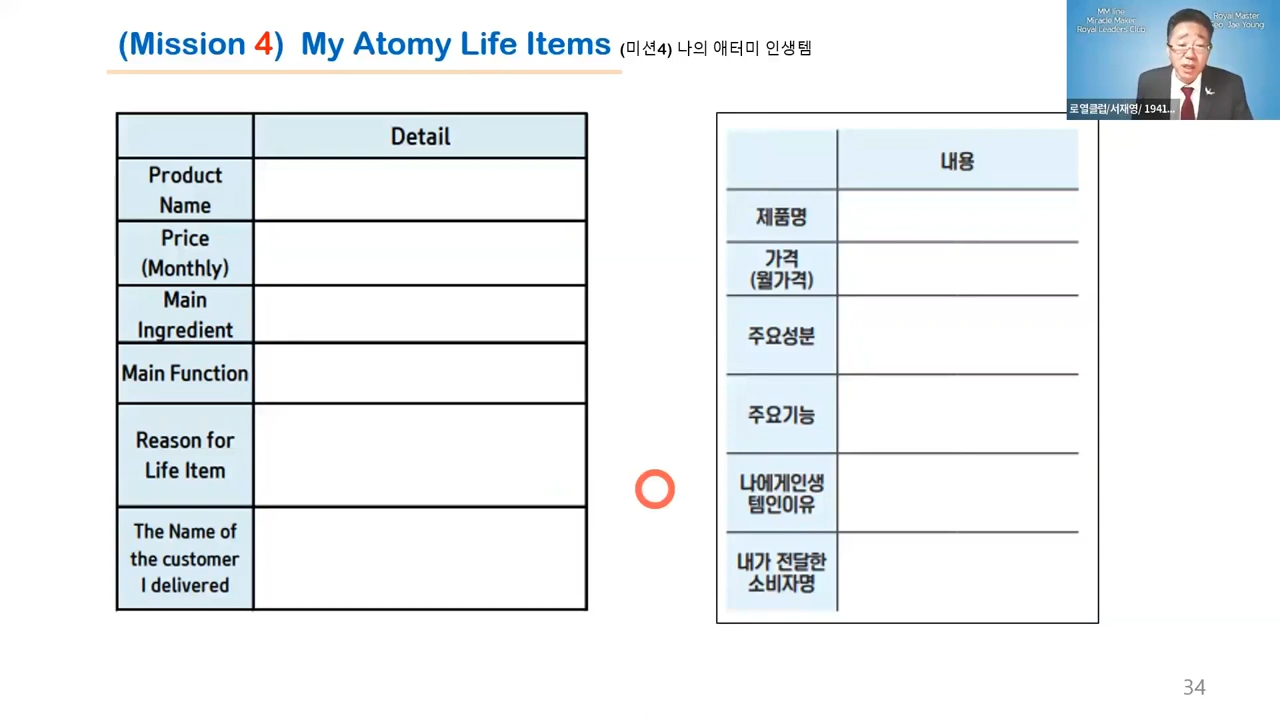 (Mission 4) My Atomy Life Items (미션4) 나의 애터미 인생템
MM Jine
Miracle Maker
Royal Leaders Club
Royal Master
Seo, Jae Young
로열클럽/서재영/ 1941...
Detail
Product
Name
Price
(Monthly)
Main
Ingredient
Main Function
Reason for
Life Item
The Name of
the customer
I delivered
내용
제품명
가격
(월가격)
주요성분
주요기능
나에게인생
템인이유
내가 전달한
소비자명
34